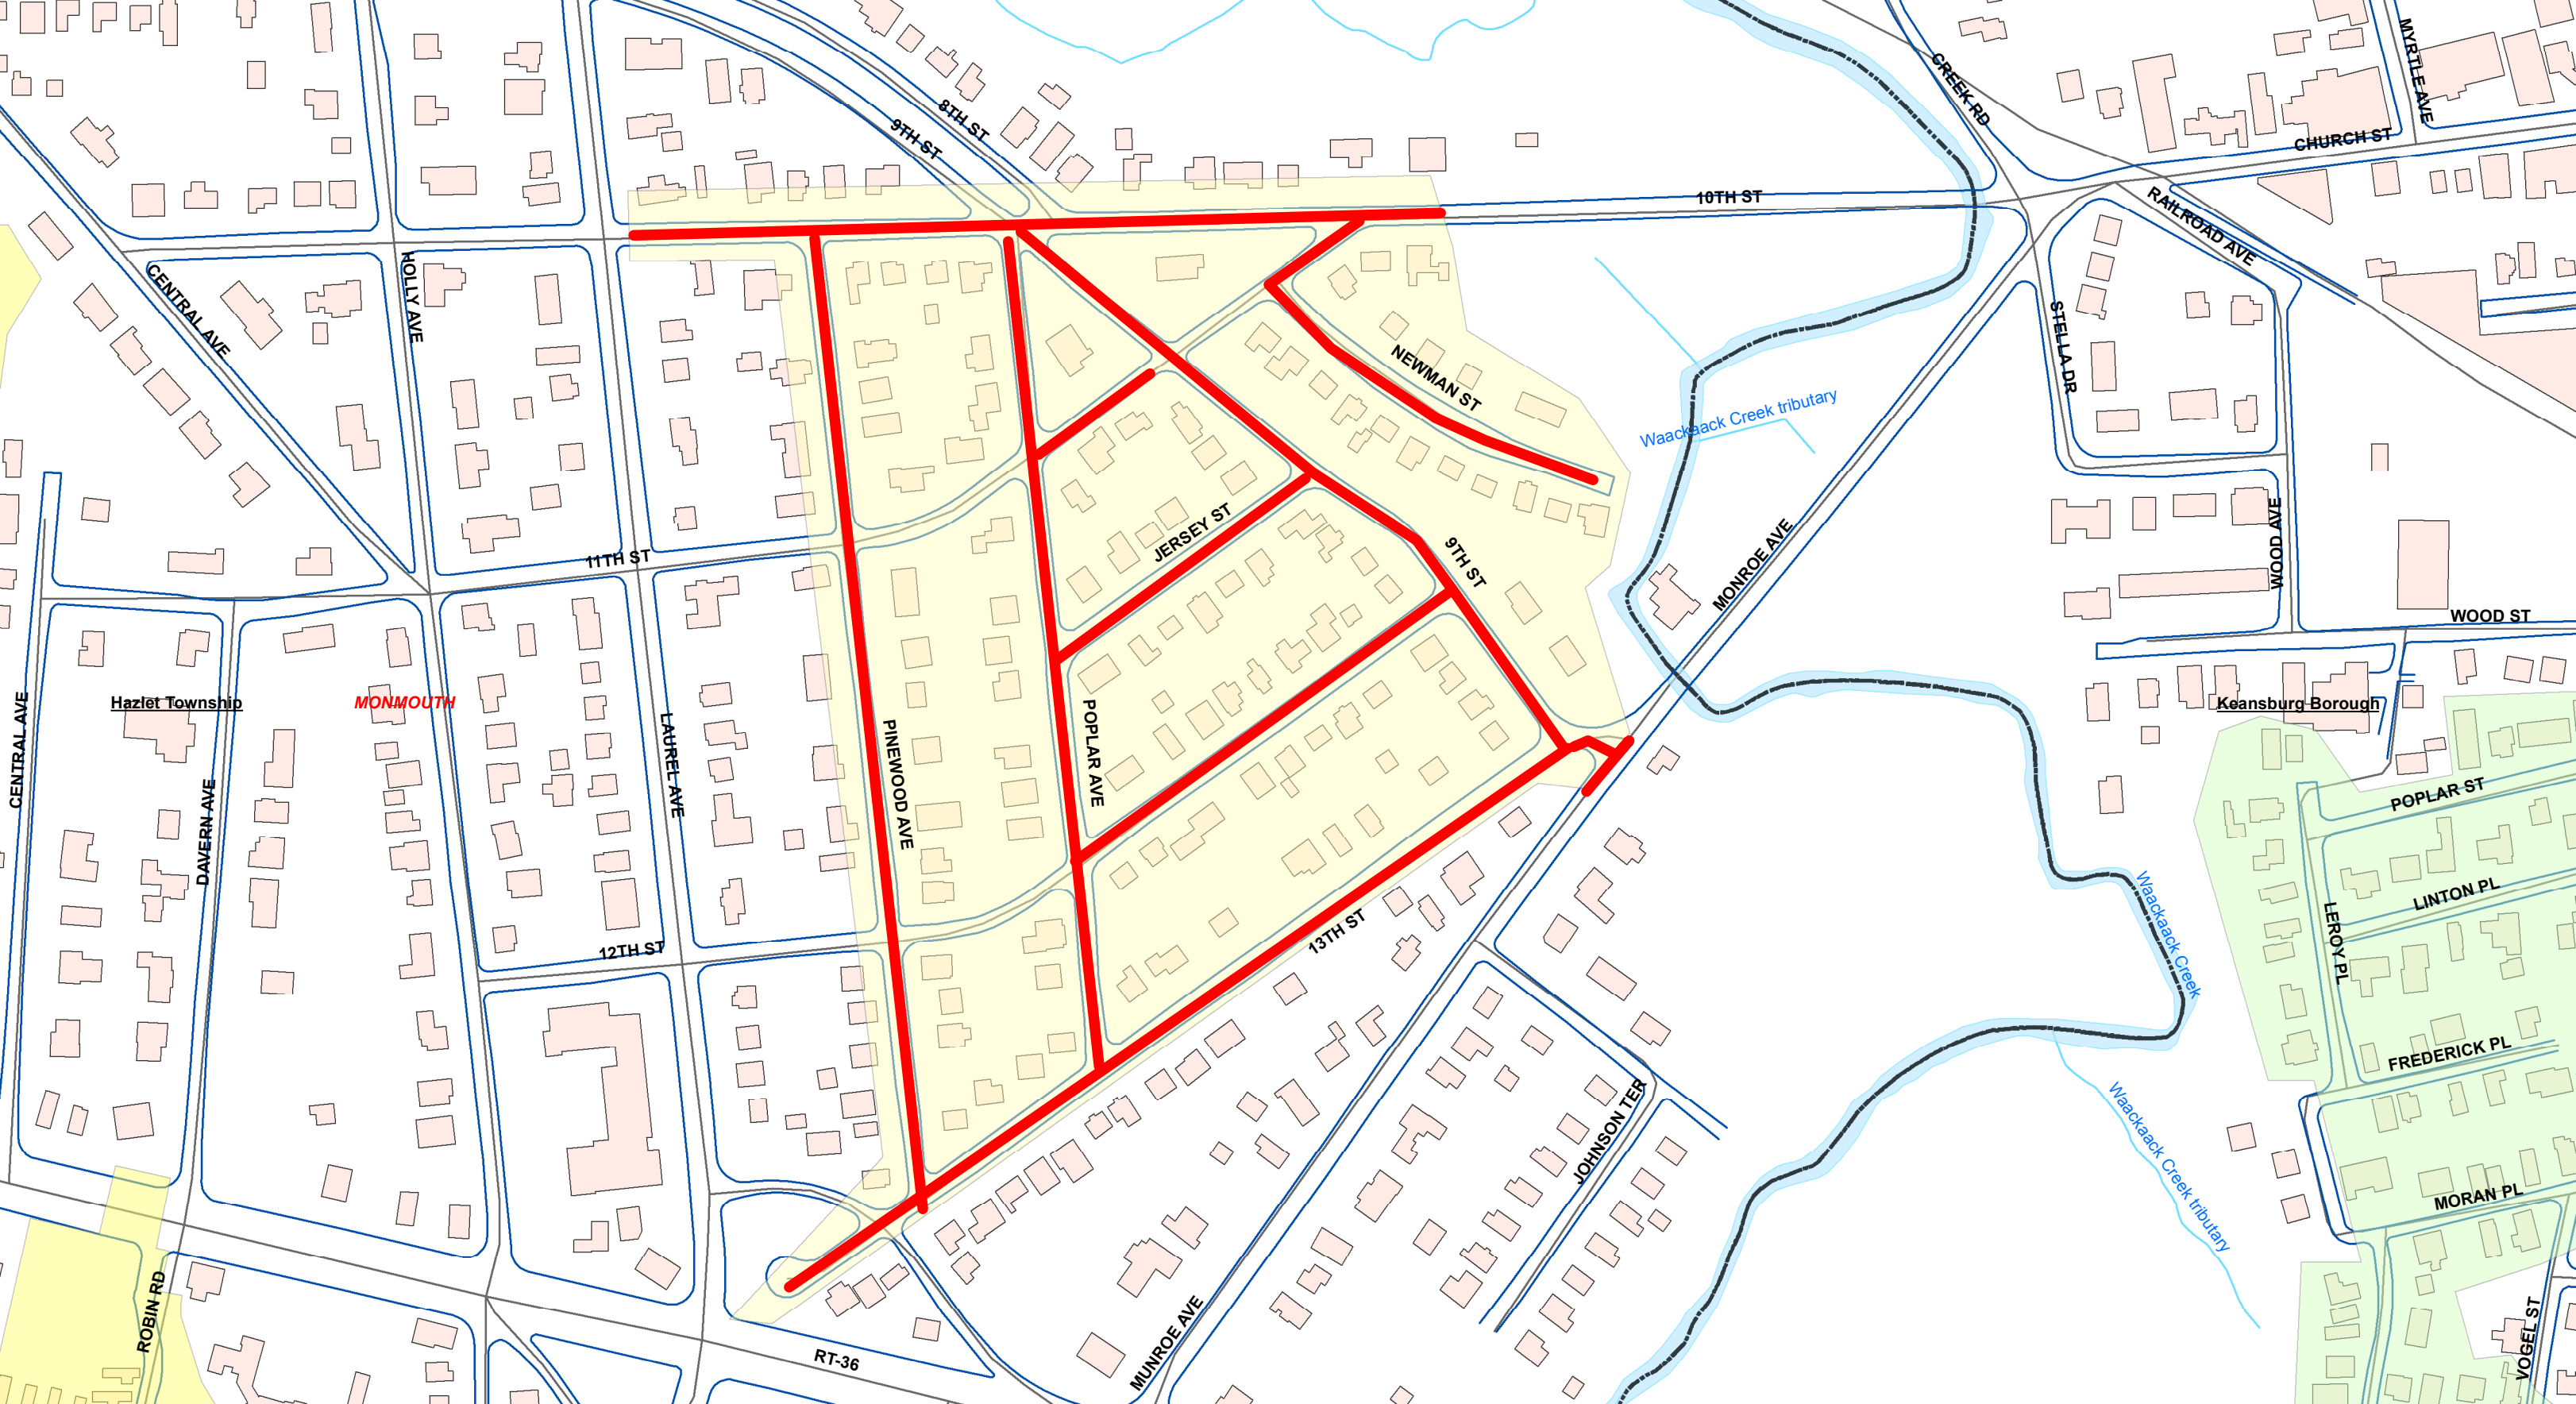 MYRTLE AVE
CREEK RD
8TH ST
9TH ST
CHURCH ST
10TH ST
RAILROAD AVE
HOLLY AVE
CENTRAL AVE
STELLA DR
NEWMAN ST
Waackaack Creek tributary
JERSEY ST
11TH ST
9TH ST
MONROE AVE
WOOD AVE
WOOD ST
Hazlet Township
MONMOUTH
Keansburg Borough
CENTRAL AVE
LAUREL AVE
PINEWOOD AVE
POPLAR AVE
DAVERN AVE
POPLAR ST
LINTON PL
Waackaack Creek
LEROY PL
12TH ST
13TH ST
FREDERICK PL
JOHNSON TER
Waackaack Creek tributary
MORAN PL
ROBIN RD
RT-36
MUNROE AVE
VOGEL ST